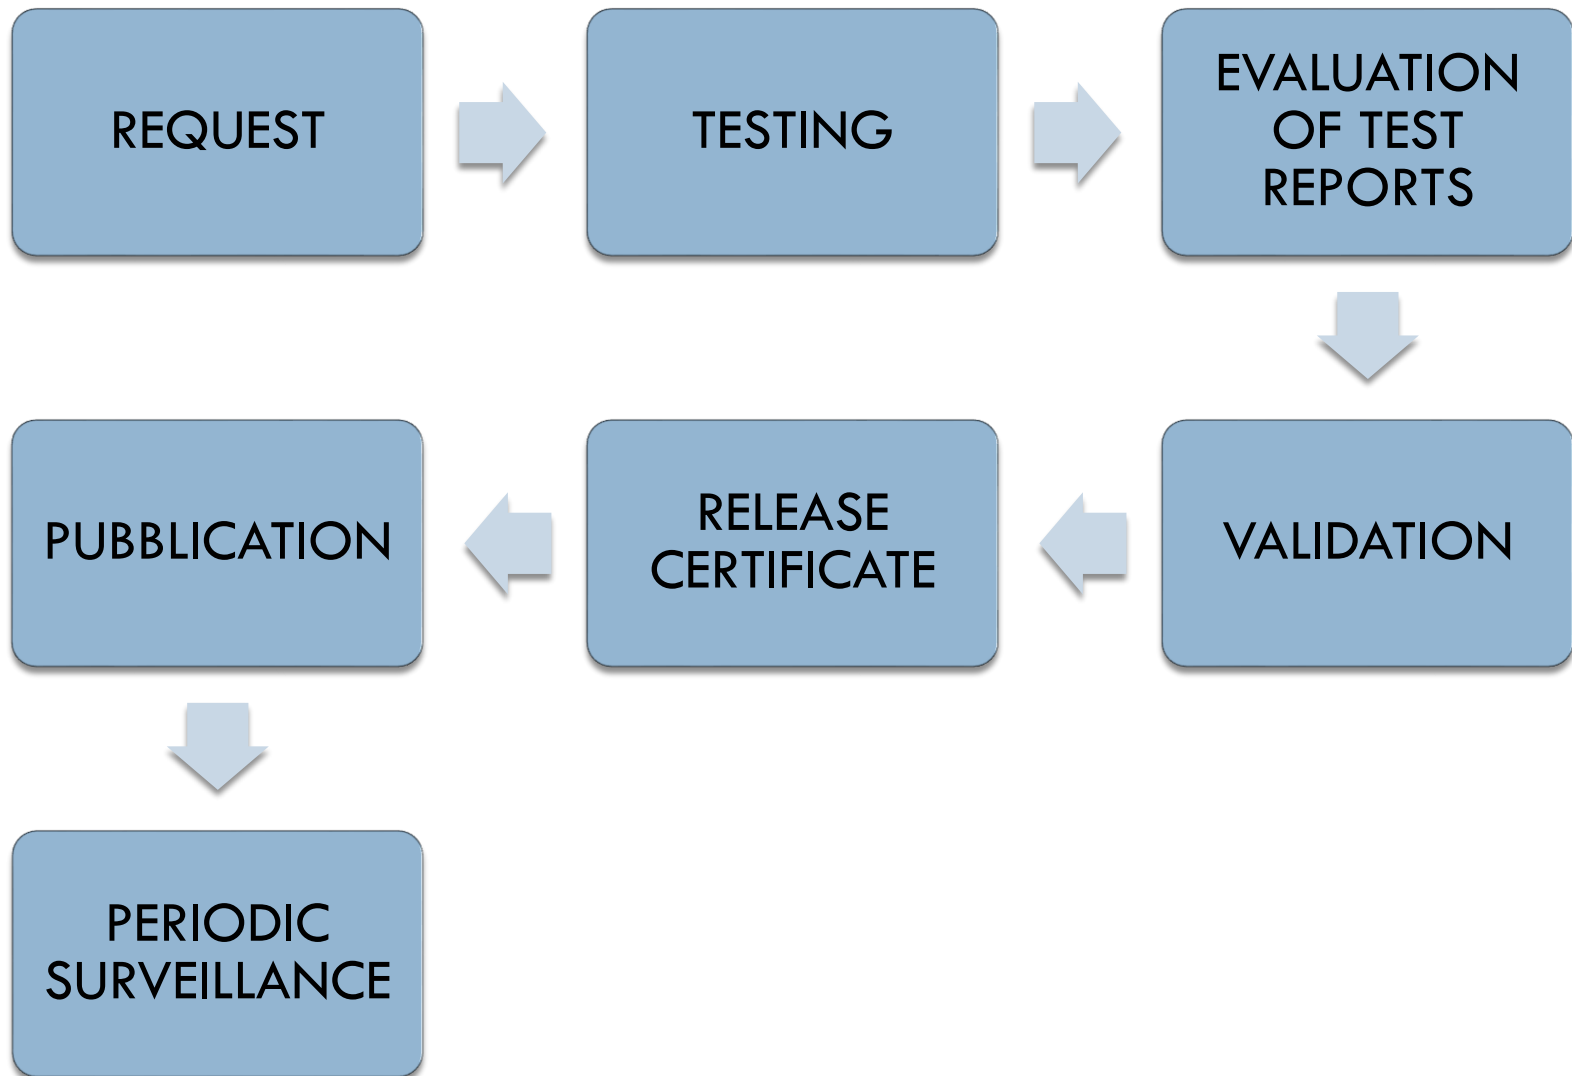 REQUEST
TESTING
EVALUATION
OF TEST
REPORTS
VALIDATION
RELEASE
CERTIFICATE
PUBBLICATION
PERIODIC
SURVEILLANCE